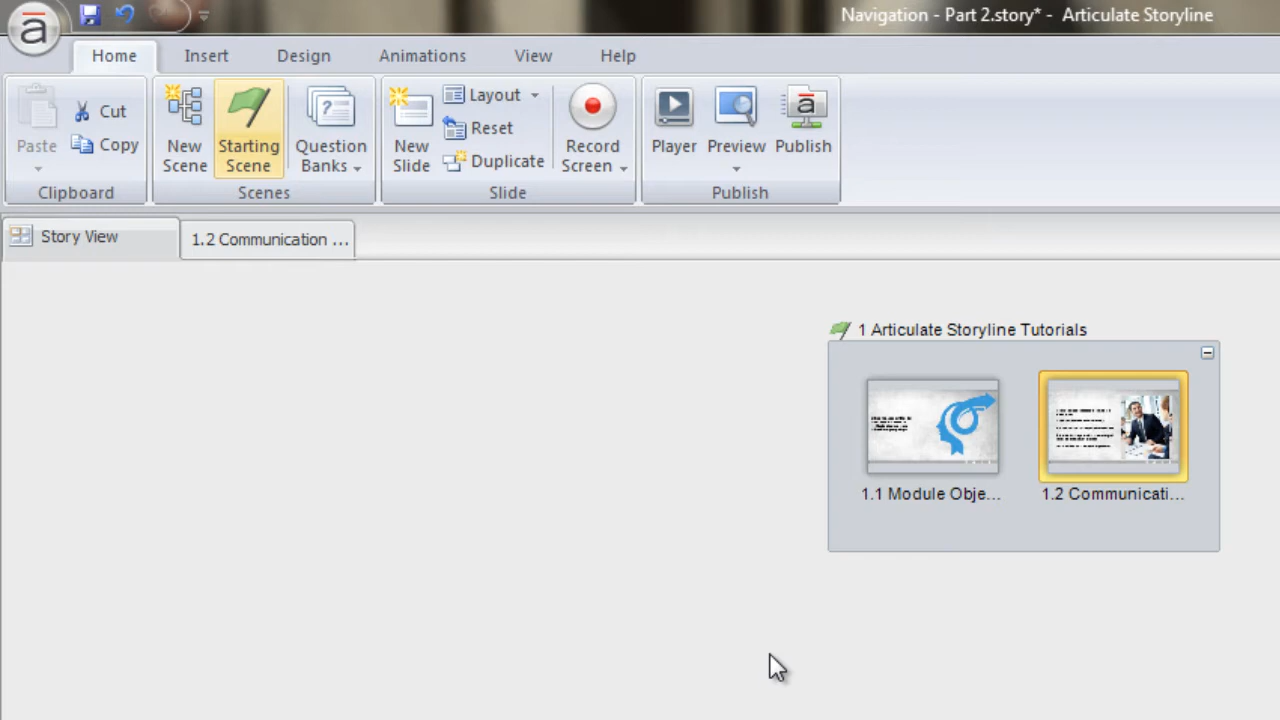 Navigation - Part 2.story* - Articulate Storyline
Home Insert Design Animations View Help
Paste Cut Copy
New Scene Starting Scene Question Banks
New Slide Layout Reset Duplicate Record Screen
Player Preview Publish
Clipboard Scenes Slide Publish
Story View 1.2 Communication ...
1 Articulate Storyline Tutorials
1.1 Module Obje... 1.2 Communicati...